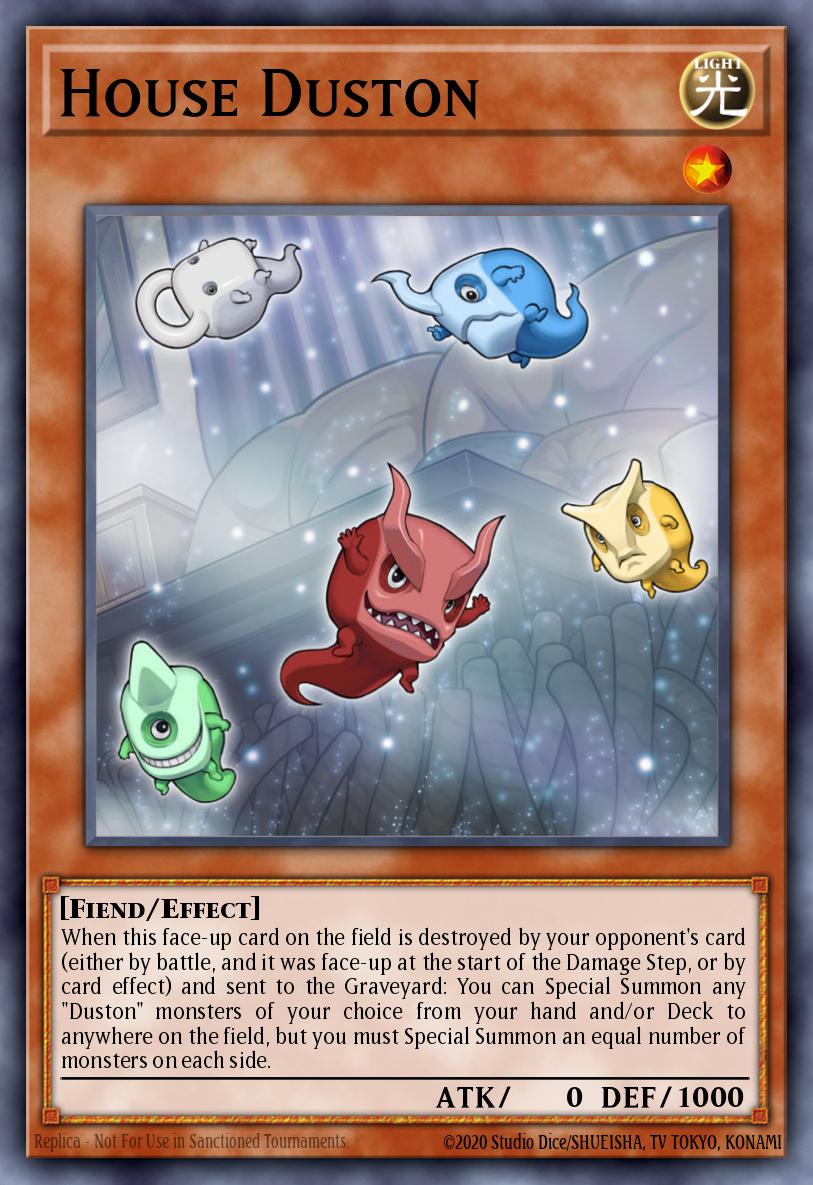 House Duston
LIGHT
光
[Fiend/Effect]
When this face-up card on the field is destroyed by your opponent's card
(either by battle, and it was face-up at the start of the Damage Step, or by
card effect) and sent to the Graveyard: You can Special Summon any
"Duston" monsters of your choice from your hand and/or Deck to
anywhere on the field, but you must Special Summon an equal number of
monsters on each side.
ATK/ 0 DEF/1000
Replica - Not For Use in Sanctioned Tournaments. ©2020 Studio Dice/SHUEISHA, TV TOKYO, KONAMI